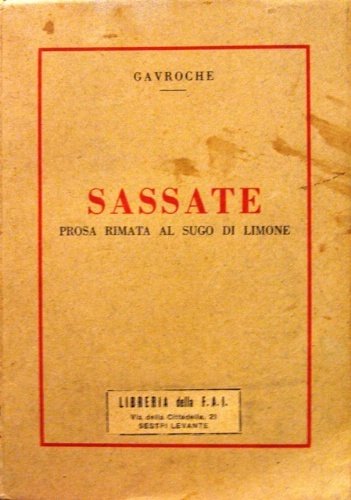 GAVROCHE
SASSATE
PROSA RIMATA AL SUGO DI LIMONE
LIBRERIA della F.A.I.
Via della Cittadella, 21
SESTRI LEVANTE